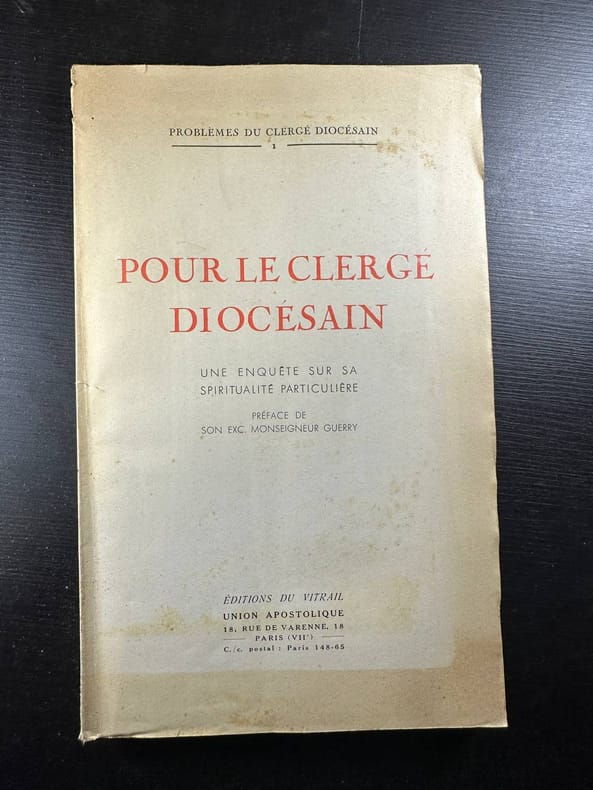 PROBLÈMES DU CLERGÉ DIOCÉSAIN
1
POUR LE CLERGÉ
DIOCÉSAIN
UNE ENQUÊTE SUR SA
SPIRITUALITÉ PARTICULIÈRE
PRÉFACE DE
SON EXC. MONSEIGNEUR GUERRY
ÉDITIONS DU VITRAIL
UNION APOSTOLIQUE
18, RUE DE VARENNE, 18
PARIS (VIIᵉ)
C./c. postal : Paris 148-65